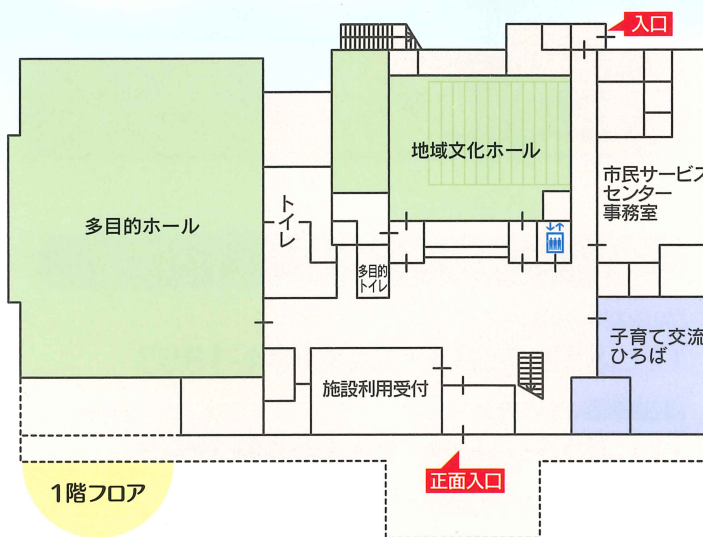 入口
地域文化ホール
市民サービス
センター
事務室
トイレ
多目的ホール
多目的
トイレ
子育て交流
ひろば
施設利用受付
正面入口
1階フロア